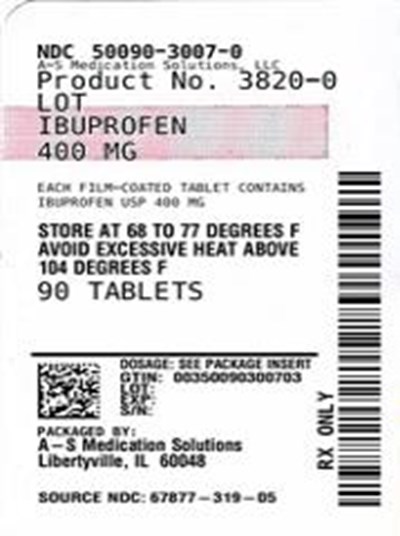 NDC 50090-3007-0
A-S Medication Solutions, LLC
Product No. 3820-0
LOT
IBUPROFEN
400 MG
EACH FILM-COATED TABLET CONTAINS
IBUPROFEN USP 400 MG
STORE AT 68 TO 77 DEGREES F
AVOID EXCESSIVE HEAT ABOVE
104 DEGREES F
90 TABLETS
DOSAGE: SEE PACKAGE INSERT
GTIN: 00350090300703
LOT:
EXP:
S/N:
PACKAGED BY:
A-S Medication Solutions
Libertyville, IL 60048
SOURCE NDC: 67877-319-05
RX ONLY